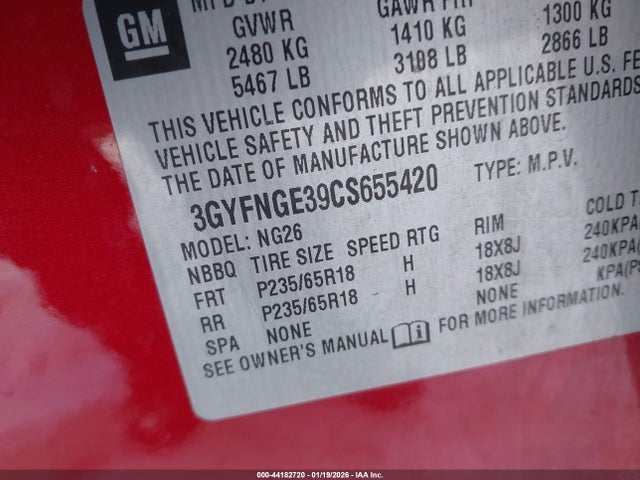 GM
GVWR
2480 KG 1410 KG 1300 KG
5467 LB 3108 LB 2866 LB
THIS VEHICLE CONFORMS TO ALL APPLICABLE U.S.
VEHICLE SAFETY AND THEFT PREVENTION STANDARDS
THE DATE OF MANUFACTURE SHOWN ABOVE.
3GYFNGE39CS655420 TYPE: M.P.V.
MODEL: NG26
NBBQ TIRE SIZE SPEED RTG RIM COLD
FRT P235/65R18 H 18X8J 240KPA
RR P235/65R18 H 18X8J 240KPA
SPA NONE NONE KPA
SEE OWNER'S MANUAL i FOR MORE INFORMATION.
000-44182720 | 01/19/2026 | IAA Inc.